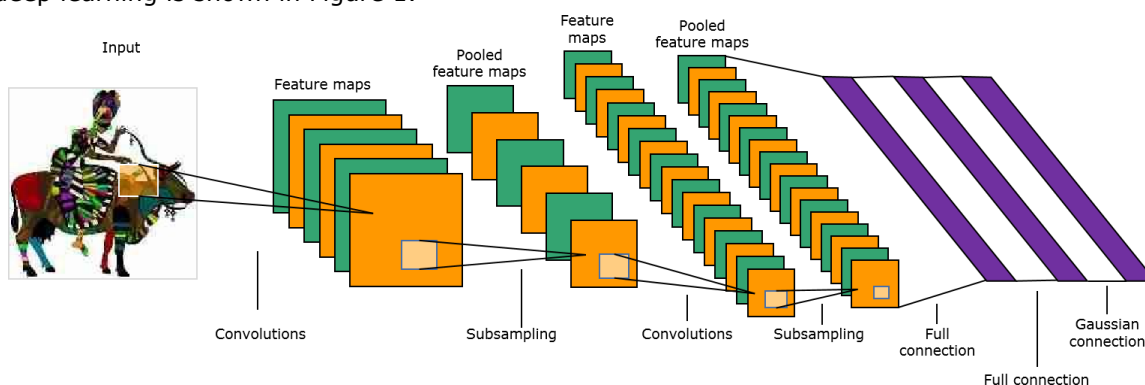 deep learning is shown in Figure 1.
Input
Feature maps
Pooled
feature maps
Feature
maps
Pooled
feature maps
Convolutions
Subsampling
Convolutions
Subsampling
Full
connection
Full connection
Gaussian
connection